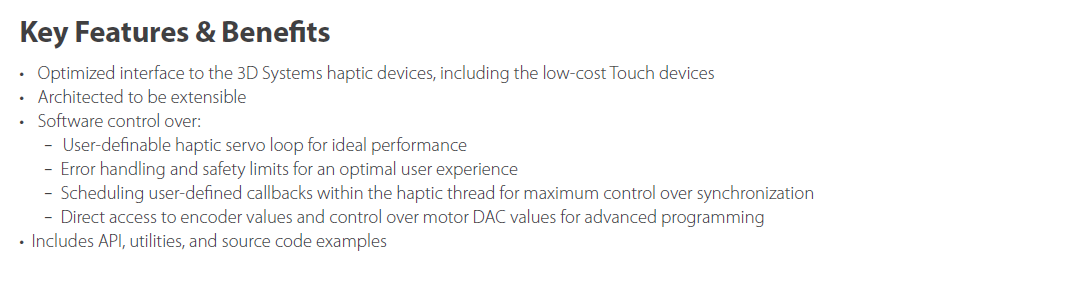 Key Features & Benefits
• Optimized interface to the 3D Systems haptic devices, including the low-cost Touch devices
• Architected to be extensible
• Software control over:
– User-definable haptic servo loop for ideal performance
– Error handling and safety limits for an optimal user experience
– Scheduling user-defined callbacks within the haptic thread for maximum control over synchronization
– Direct access to encoder values and control over motor DAC values for advanced programming
• Includes API, utilities, and source code examples